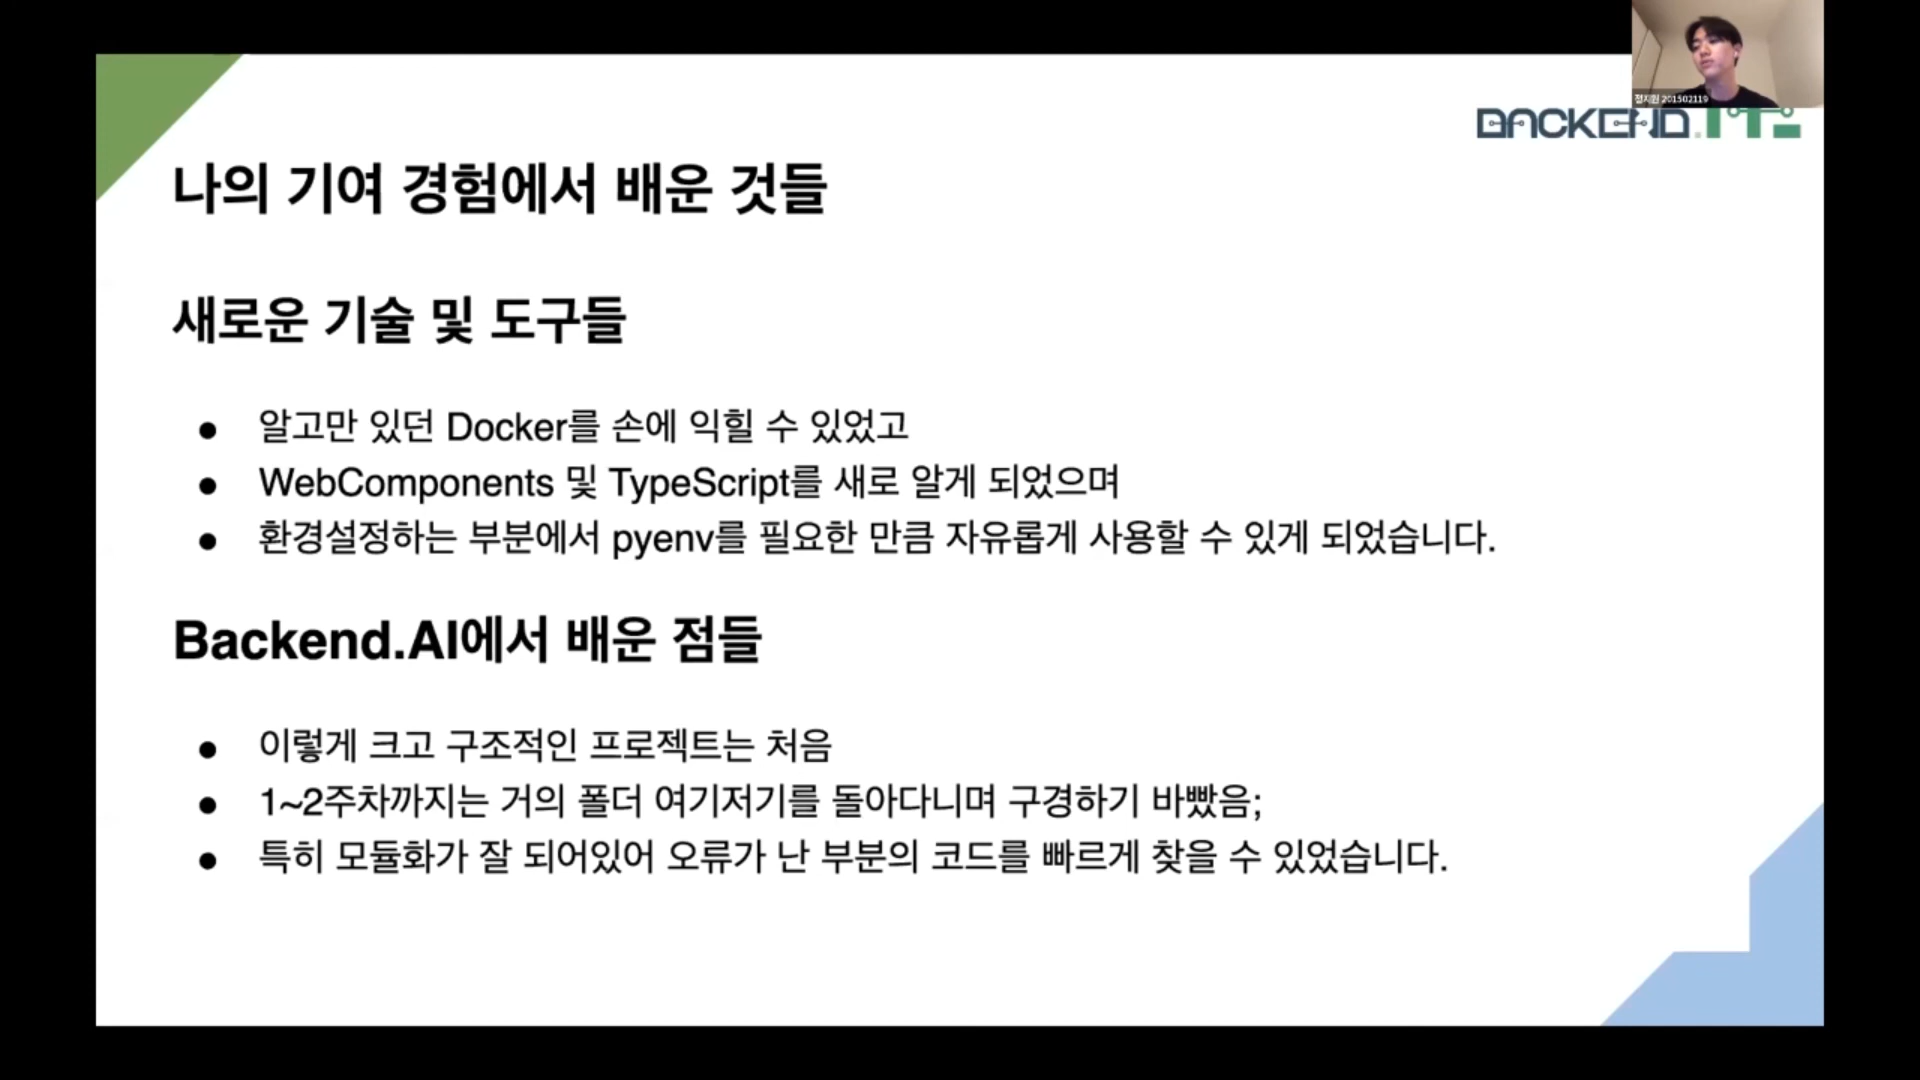 정지원 201502119
BACKEND.AI
나의 기여 경험에서 배운 것들
새로운 기술 및 도구들
● 알고만 있던 Docker를 손에 익힐 수 있었고
● WebComponents 및 TypeScript를 새로 알게 되었으며
● 환경설정하는 부분에서 pyenv를 필요한 만큼 자유롭게 사용할 수 있게 되었습니다.
Backend.AI에서 배운 점들
● 이렇게 크고 구조적인 프로젝트는 처음
● 1~2주차까지는 거의 폴더 여기저기를 돌아다니며 구경하기 바빴음;
● 특히 모듈화가 잘 되어있어 오류가 난 부분의 코드를 빠르게 찾을 수 있었습니다.